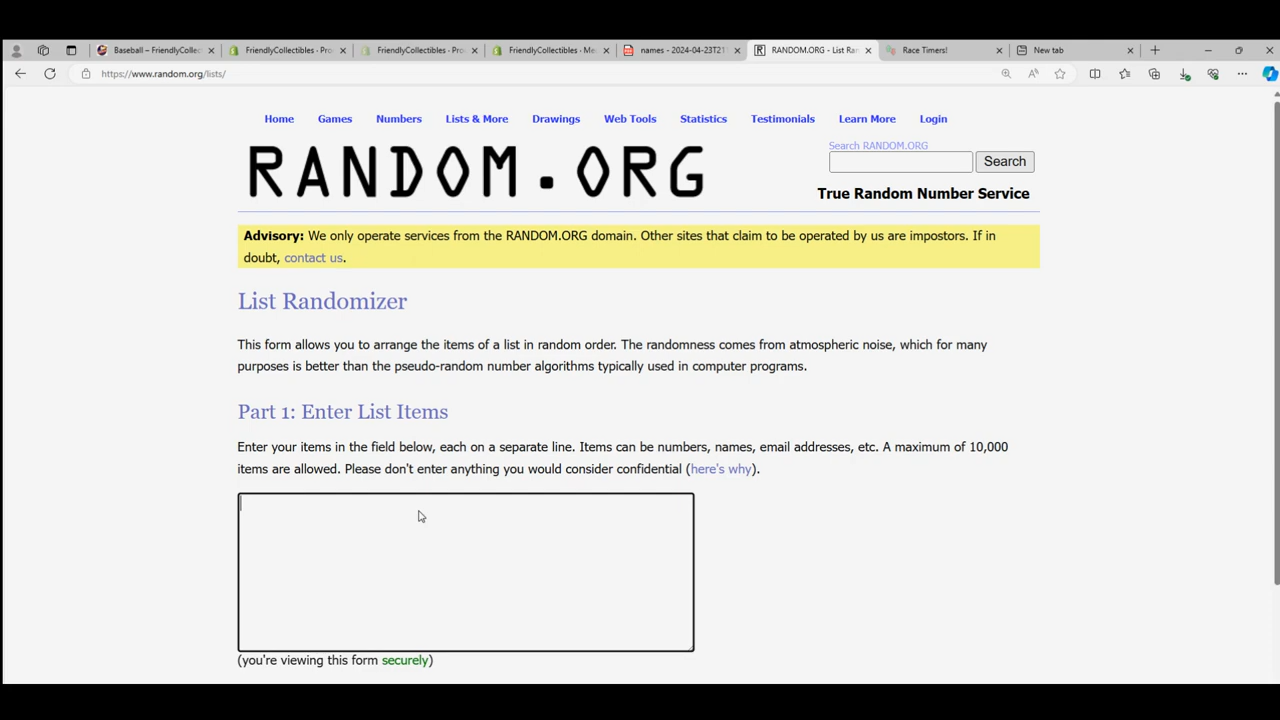 Baseball – FriendlyCollect
FriendlyCollectibles · Pro
FriendlyCollectibles · Pro
FriendlyCollectibles · Me
names - 2024-04-23T21
RANDOM.ORG - List Ran
Race Timers!
New tab
https://www.random.org/lists/
Home Games Numbers Lists & More Drawings Web Tools Statistics Testimonials Learn More Login
RANDOM.ORG
Search RANDOM.ORG
Search
True Random Number Service
Advisory: We only operate services from the RANDOM.ORG domain. Other sites that claim to be operated by us are impostors. If in
doubt, contact us.
List Randomizer
This form allows you to arrange the items of a list in random order. The randomness comes from atmospheric noise, which for many
purposes is better than the pseudo-random number algorithms typically used in computer programs.
Part 1: Enter List Items
Enter your items in the field below, each on a separate line. Items can be numbers, names, email addresses, etc. A maximum of 10,000
items are allowed. Please don't enter anything you would consider confidential (here's why).
(you're viewing this form securely)